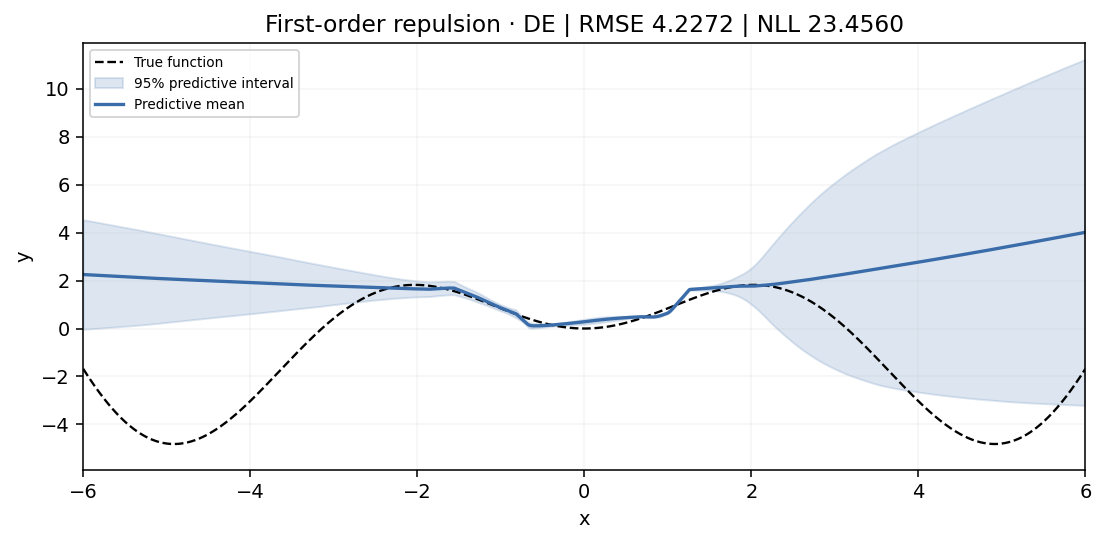 First-order repulsion · DE | RMSE 4.2272 | NLL 23.4560
True function
95% predictive interval
Predictive mean
10
8
6
4
2
0
−2
−4
y
−6
−4
−2
0
2
4
6
x